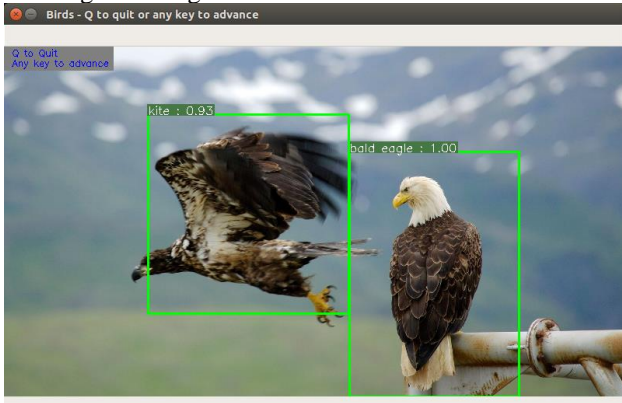 Birds - Q to quit or any key to advance
Q to Quit
Any key to advance
kite : 0.93
bald eagle : 1.00